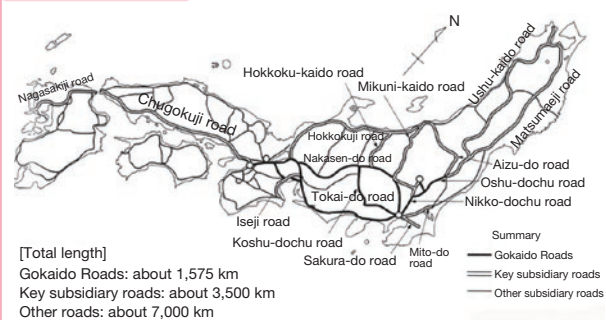 N
Hokkoku-kaido road
Mikuni-kaido road
Ushu-kaido road
Matsumaeji road
Nagasakiji road
Chugokuji road
Hokkokuji road
Nakasen-do road
Tokai-do road
Aizu-do road
Oshu-dochu road
Nikko-dochu road
Iseji road
Koshu-dochu road
Sakura-do road
Mito-do
road
Summary
Gokaido Roads
Key subsidiary roads
Other subsidiary roads
[Total length]
Gokaido Roads: about 1,575 km
Key subsidiary roads: about 3,500 km
Other roads: about 7,000 km